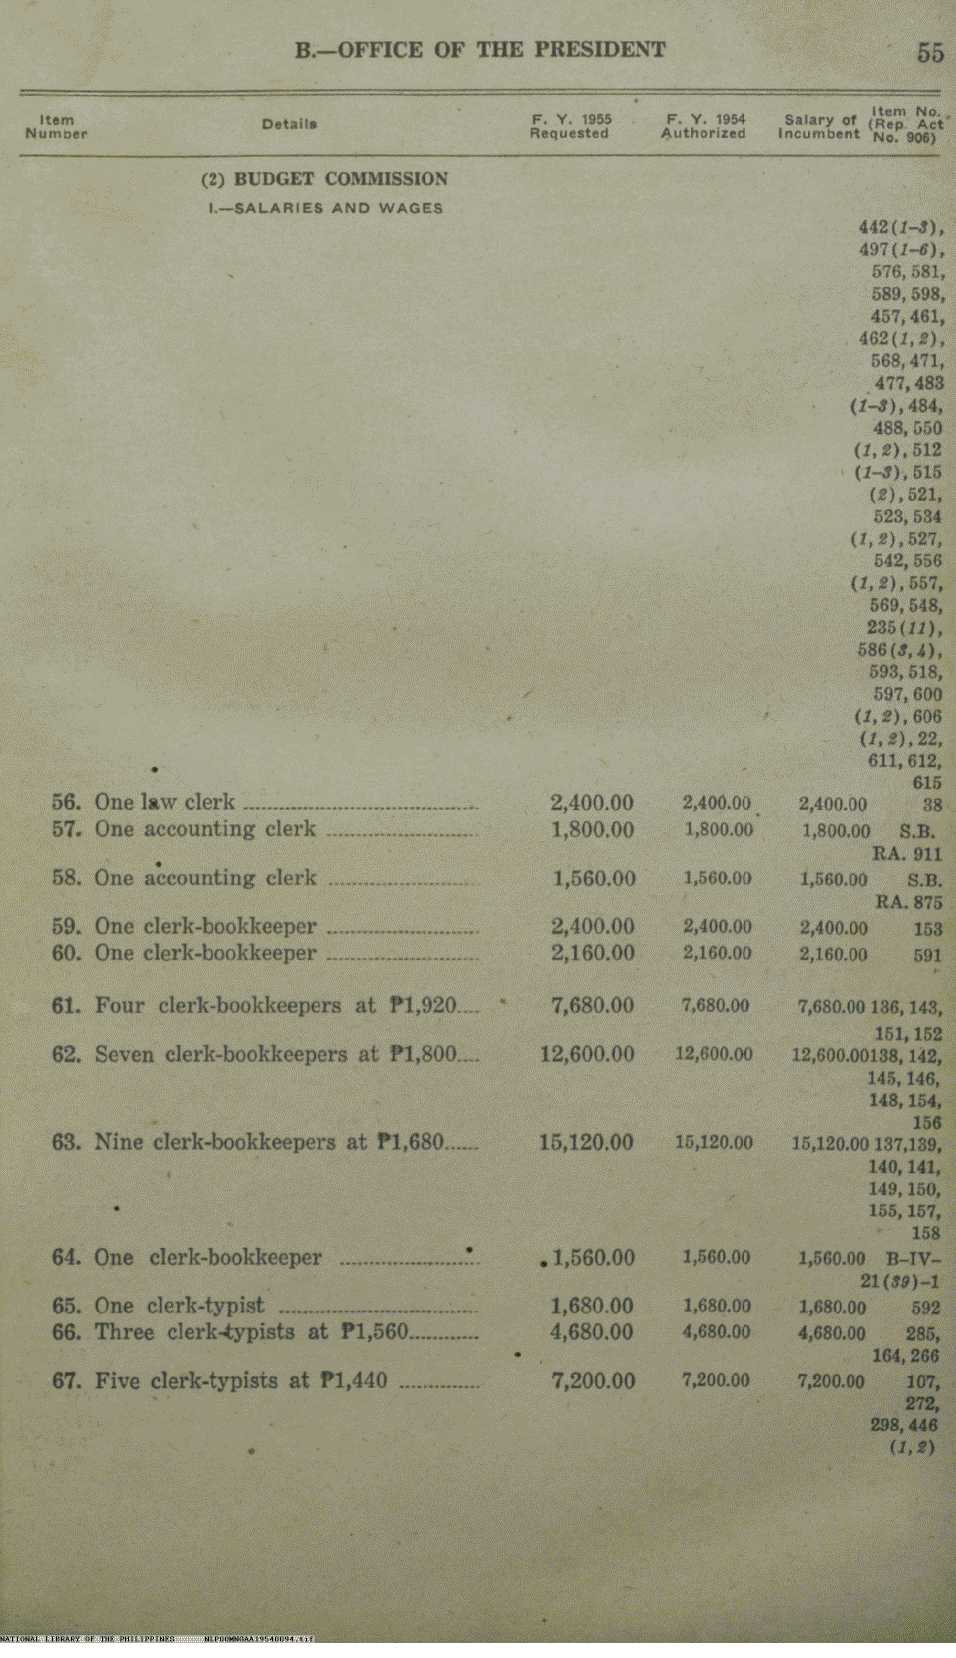 B.—OFFICE OF THE PRESIDENT 55
Item Number Details F. Y. 1955 Requested F. Y. 1954 Authorized Salary of Incumbent Item No. (Rep. Act No. 906)
(2) BUDGET COMMISSION
I.—SALARIES AND WAGES
442(1–3),
497(1–6),
576, 581,
589, 598,
457, 461,
462(1, 2),
568, 471,
477, 483
(1–3), 484,
488, 550
(1, 2), 512
(1–3), 515
(2), 521,
523, 534
(1, 2), 527,
542, 556
(1, 2), 557,
569, 548,
235(11),
586(3, 4),
593, 518,
597, 600
(1, 2), 606
(1, 2), 22,
611, 612,
615
56. One law clerk 2,400.00 2,400.00 2,400.00 38
57. One accounting clerk 1,800.00 1,800.00 1,800.00 S.B.
RA. 911
58. One accounting clerk 1,560.00 1,560.00 1,560.00 S.B.
RA. 875
59. One clerk-bookkeeper 2,400.00 2,400.00 2,400.00 153
60. One clerk-bookkeeper 2,160.00 2,160.00 2,160.00 591
61. Four clerk-bookkeepers at ₱1,920 7,680.00 7,680.00 7,680.00 136, 143,
151, 152
62. Seven clerk-bookkeepers at ₱1,800 12,600.00 12,600.00 12,600.00 138, 142,
145, 146,
148, 154,
156
63. Nine clerk-bookkeepers at ₱1,680 15,120.00 15,120.00 15,120.00 137,139,
140, 141,
149, 150,
155, 157,
158
64. One clerk-bookkeeper 1,560.00 1,560.00 1,560.00 B–IV–
21(39)–1
65. One clerk-typist 1,680.00 1,680.00 1,680.00 592
66. Three clerk-typists at ₱1,560 4,680.00 4,680.00 4,680.00 285,
164, 266
67. Five clerk-typists at ₱1,440 7,200.00 7,200.00 7,200.00 107,
272,
298, 446
(1, 2)
NATIONAL LIBRARY OF THE PHILIPPINES NLPDOMNOAA19540094.tif